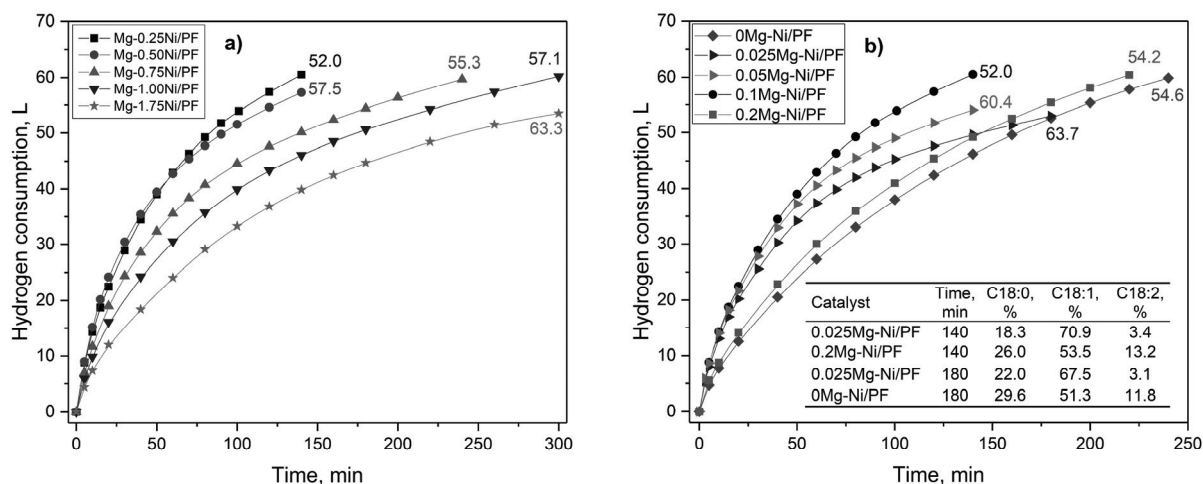 a)
Mg-0.25Ni/PF
Mg-0.50Ni/PF
Mg-0.75Ni/PF
Mg-1.00Ni/PF
Mg-1.75Ni/PF
52.0
57.5
55.3
57.1
63.3
70
60
50
40
30
20
10
0
Hydrogen consumption, L
0 50 100 150 200 250 300
Time, min
b)
0Mg-Ni/PF
0.025Mg-Ni/PF
0.05Mg-Ni/PF
0.1Mg-Ni/PF
0.2Mg-Ni/PF
52.0
54.2
60.4
54.6
63.7
70
60
50
40
30
20
10
0
Hydrogen consumption, L
Catalyst Time, min C18:0, % C18:1, % C18:2, %
0.025Mg-Ni/PF 140 18.3 70.9 3.4
0.2Mg-Ni/PF 140 26.0 53.5 13.2
0.025Mg-Ni/PF 180 22.0 67.5 3.1
0Mg-Ni/PF 180 29.6 51.3 11.8
0 50 100 150 200 250
Time, min